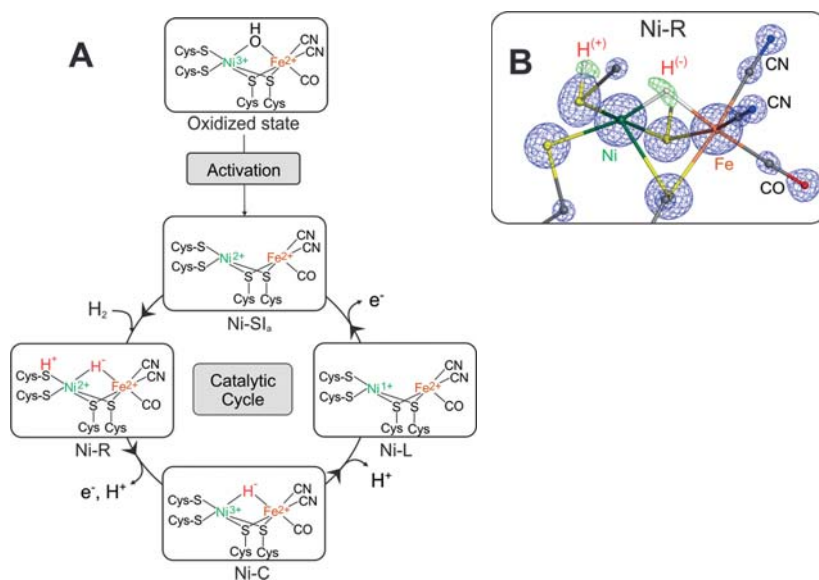 A
H
O
Cys-S
Cys-S
Ni3+
Fe2+
CN
CN
CO
S S
Cys Cys
Oxidized state
Activation
Cys-S
Cys-S
Ni2+
Fe2+
CN
CN
CO
S S
Cys Cys
Ni-SIa
H2
e-
H+
Cys-S
Cys-S
H-
Ni2+
Fe2+
CN
CN
CO
S S
Cys Cys
Ni-R
Catalytic
Cycle
Cys-S
Cys-S
Ni1+
Fe2+
CN
CN
CO
S S
Cys Cys
Ni-L
e-, H+
H+
Cys-S
Cys-S
H-
Ni3+
Fe2+
CN
CN
CO
S S
Cys Cys
Ni-C
B
Ni-R
H(+)
H(-)
CN
CN
Ni
Fe
CO